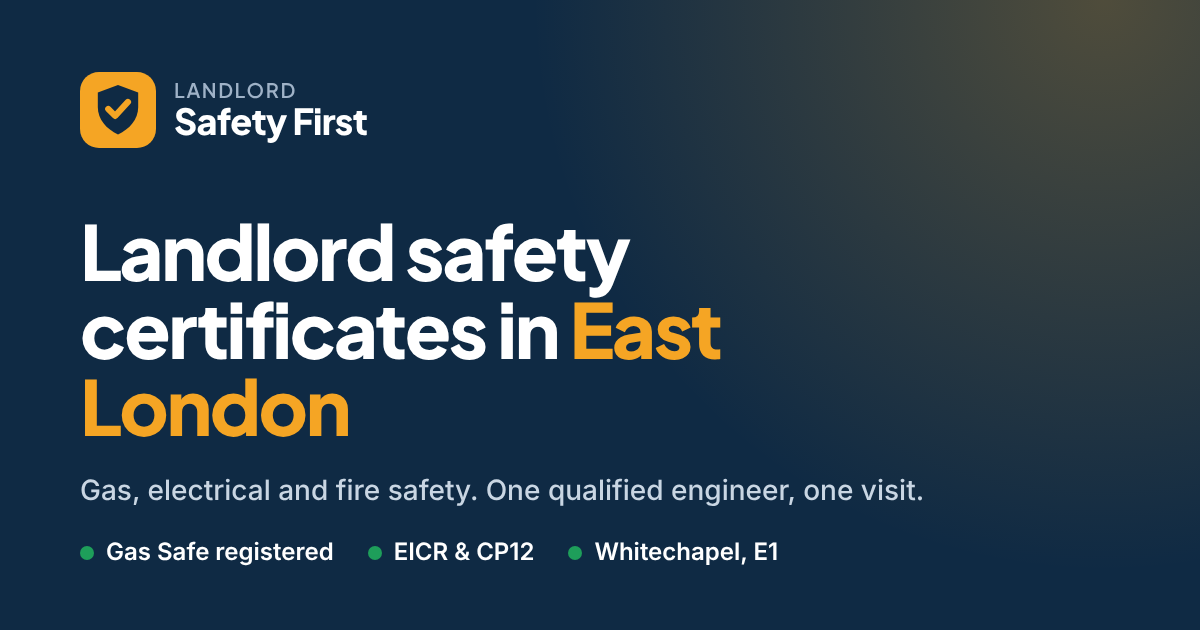 LANDLORD
Safety First
Landlord safety
certificates in East
London
Gas, electrical and fire safety. One qualified engineer, one visit.
Gas Safe registered
EICR & CP12
Whitechapel, E1